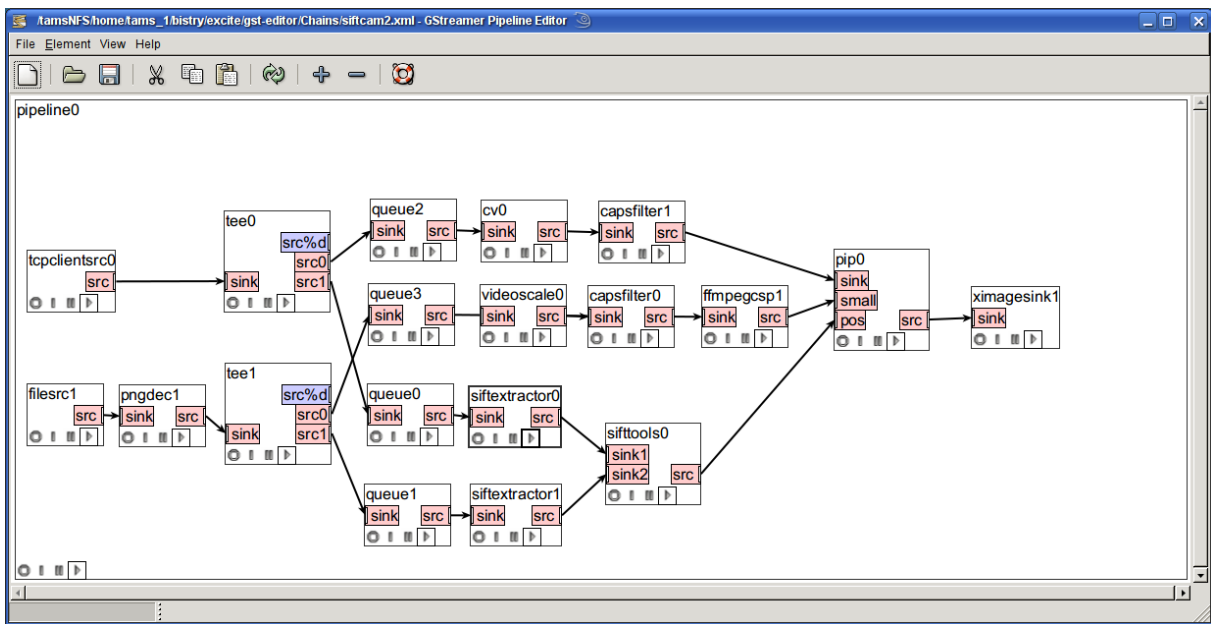 /tamsNFS/home/tams_1/bistry/excite/gst-editor/Chains/siftcam2.xml - GStreamer Pipeline Editor
File Element View Help
pipeline0
tee0
src%d
src0
sink src1
queue2
sink src
cv0
sink src
capsfilter1
sink src
tcpclientsrc0
src
pip0
sink
small
pos src
ximagesink1
sink
queue3
sink src
videoscale0
sink src
capsfilter0
sink src
ffmpegcsp1
sink src
filesrc1
src
pngdec1
sink src
tee1
src%d
src0
sink src1
queue0
sink src
siftextractor0
sink src
sifttools0
sink1
sink2 src
queue1
sink src
siftextractor1
sink src